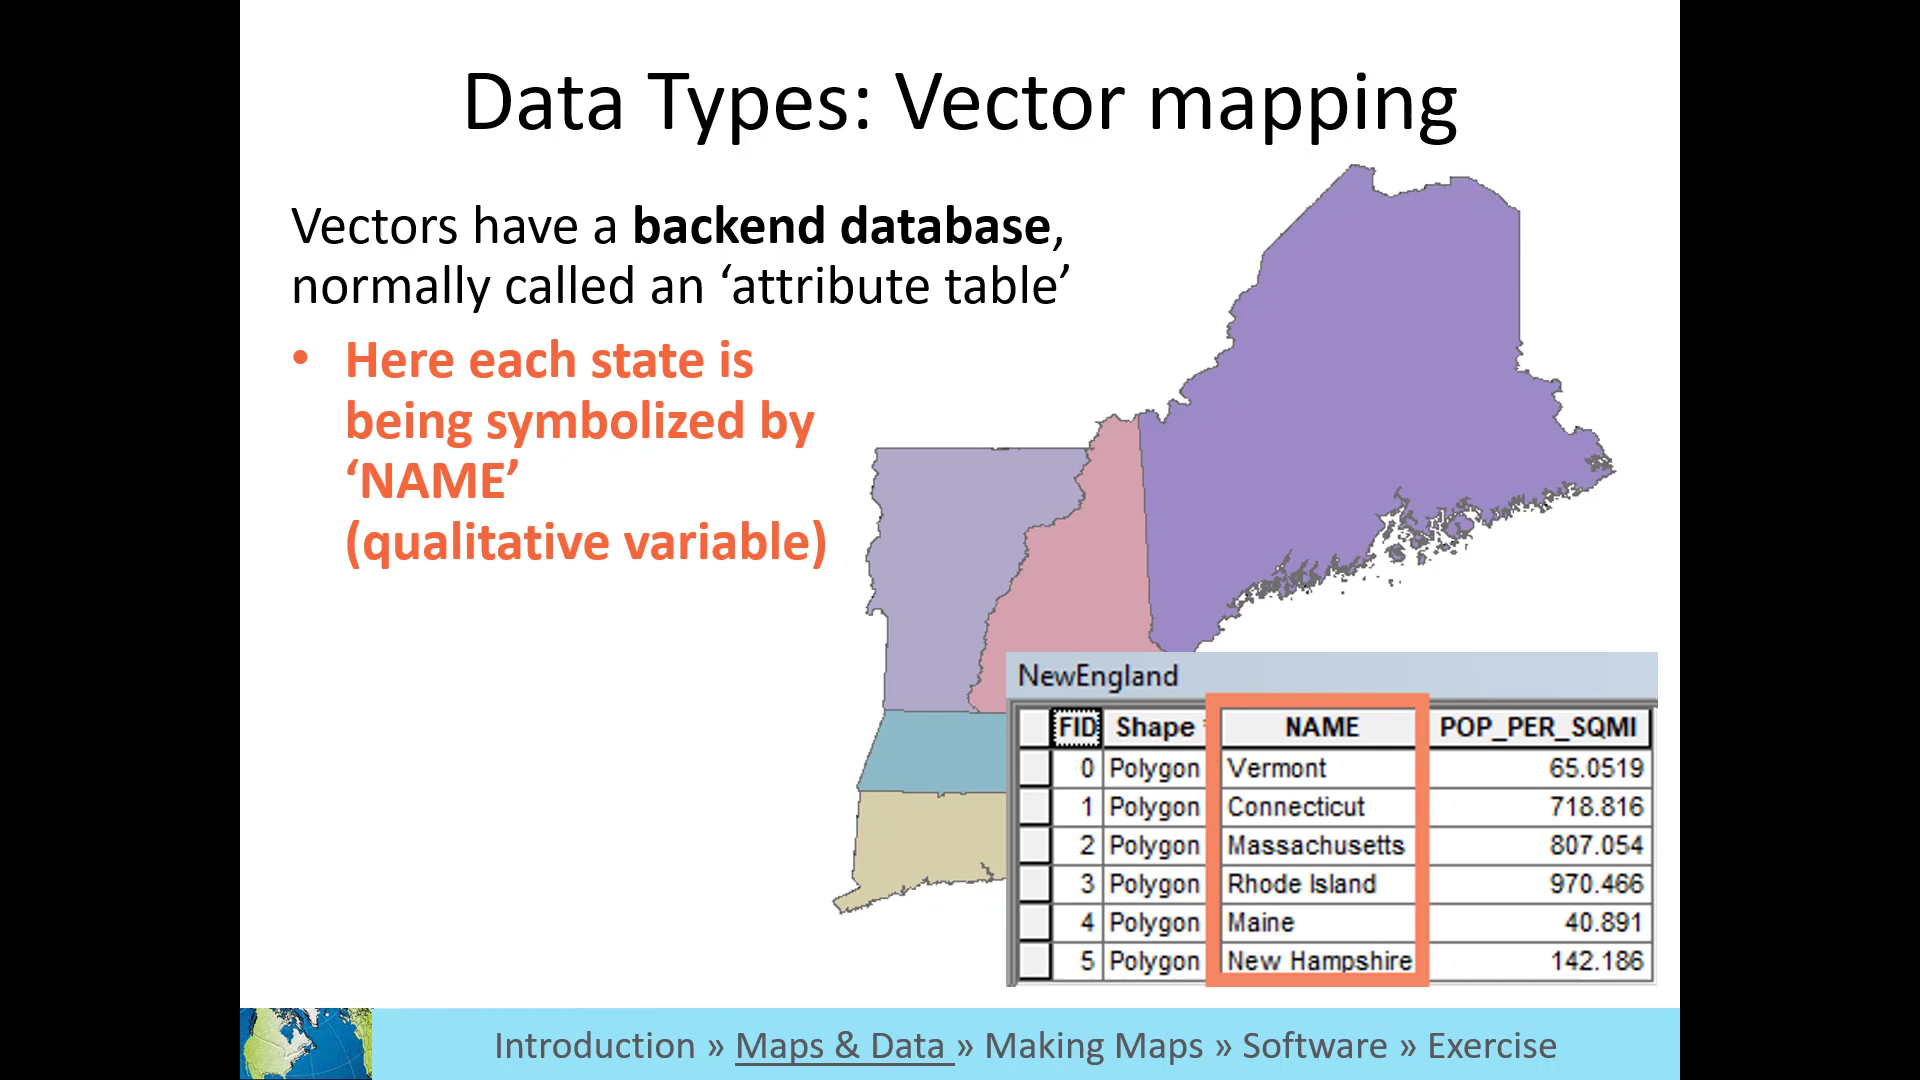 Data Types: Vector mapping
Vectors have a backend database,
normally called an ‘attribute table’
• Here each state is
being symbolized by
‘NAME’
(qualitative variable)
NewEngland
FID Shape * NAME POP_PER_SQMI
0 Polygon Vermont 65.0519
1 Polygon Connecticut 718.816
2 Polygon Massachusetts 807.054
3 Polygon Rhode Island 970.466
4 Polygon Maine 40.891
5 Polygon New Hampshire 142.186
Introduction » Maps & Data » Making Maps » Software » Exercise